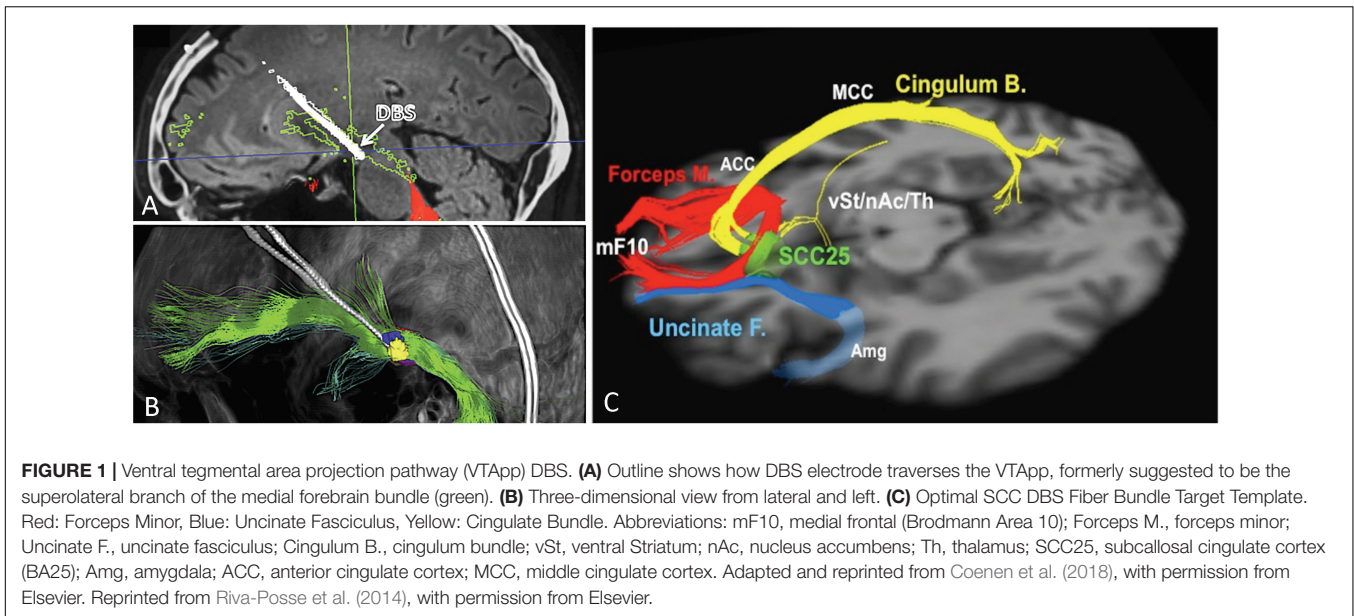 DBS
A
B
MCC
Cingulum B.
ACC
Forceps M.
vSt/nAc/Th
mF10
SCC25
Uncinate F.
Amg
C
FIGURE 1 | Ventral tegmental area projection pathway (VTApp) DBS. (A) Outline shows how DBS electrode traverses the VTApp, formerly suggested to be the
superolateral branch of the medial forebrain bundle (green). (B) Three-dimensional view from lateral and left. (C) Optimal SCC DBS Fiber Bundle Target Template.
Red: Forceps Minor, Blue: Uncinate Fasciculus, Yellow: Cingulate Bundle. Abbreviations: mF10, medial frontal (Brodmann Area 10); Forceps M., forceps minor;
Uncinate F., uncinate fasciculus; Cingulum B., cingulum bundle; vSt, ventral Striatum; nAc, nucleus accumbens; Th, thalamus; SCC25, subcallosal cingulate cortex
(BA25); Amg, amygdala; ACC, anterior cingulate cortex; MCC, middle cingulate cortex. Adapted and reprinted from Coenen et al. (2018), with permission from
Elsevier. Reprinted from Riva-Posse et al. (2014), with permission from Elsevier.